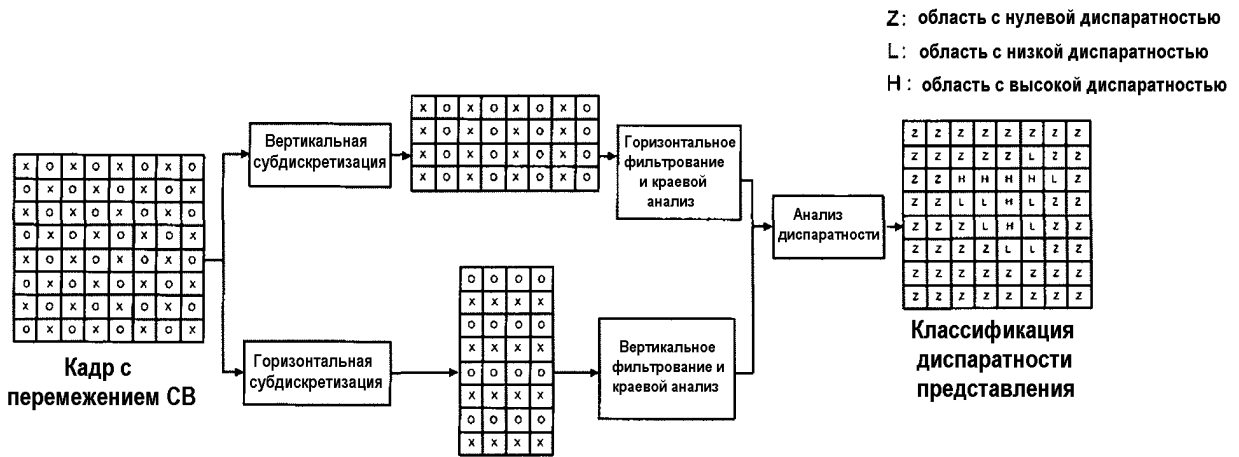 Z: область с нулевой диспаратностью
L: область с низкой диспаратностью
H: область с высокой диспаратностью
x o x o x o x o
o x o x o x o x
x o x o x o x o
o x o x o x o x
x o x o x o x o
o x o x o x o x
x o x o x o x o
o x o x o x o x
Кадр с
перемежением СВ
Вертикальная
субдискретизация
x o x o x o x o
x o x o x o x o
x o x o x o x o
x o x o x o x o
Горизонтальное
фильтрование
и краевой
анализ
Горизонтальная
субдискретизация
o o o o
x x x x
o o o o
x x x x
o o o o
x x x x
o o o o
x x x x
Вертикальное
фильтрование и
краевой анализ
Анализ
диспаратности
Z Z Z Z Z Z Z Z
Z Z Z Z Z L Z Z
Z Z H H H H L Z
Z Z L L H L Z Z
Z Z Z L H L Z Z
Z Z Z Z L L Z Z
Z Z Z Z Z Z Z Z
Z Z Z Z Z Z Z Z
Классификация
диспаратности
представления